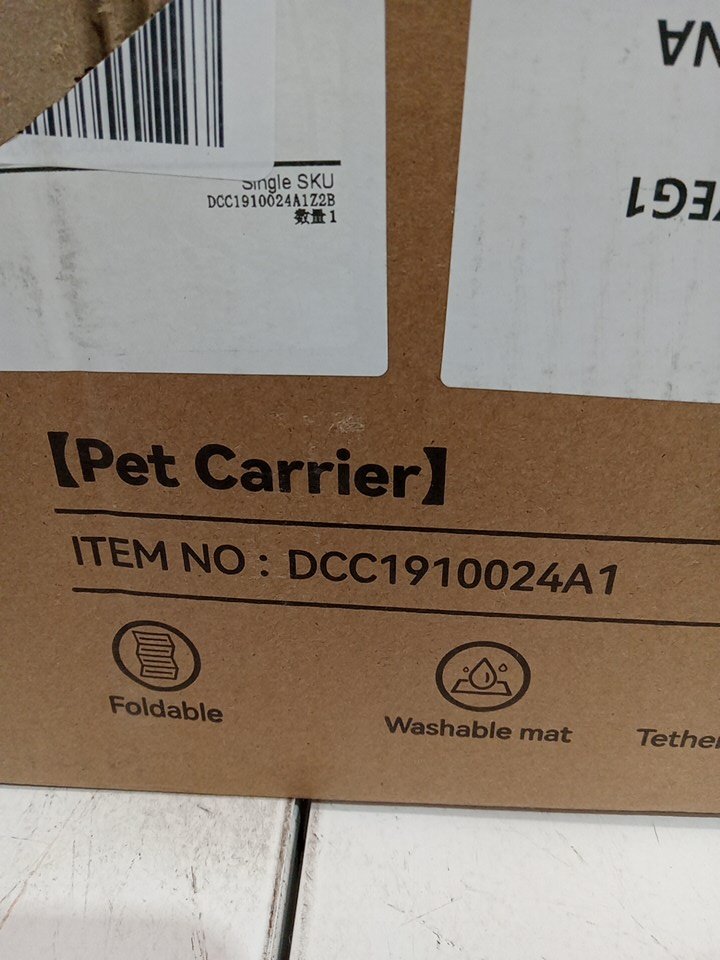 Single SKU
DCC1910024A1Z2B
数量1
【Pet Carrier】
ITEM NO : DCC1910024A1
Foldable
Washable mat